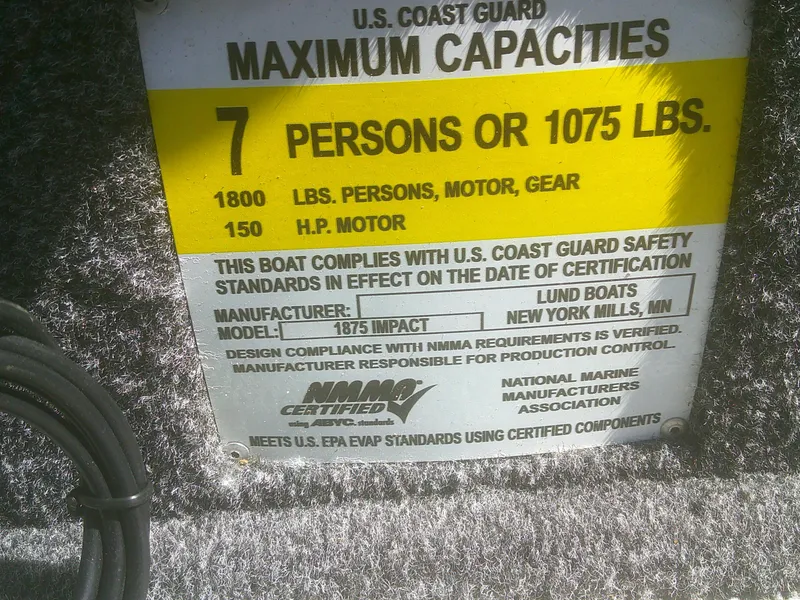 U.S. COAST GUARD
MAXIMUM CAPACITIES
7 PERSONS OR 1075 LBS.
1800 LBS. PERSONS, MOTOR, GEAR
150 H.P. MOTOR
THIS BOAT COMPLIES WITH U.S. COAST GUARD SAFETY
STANDARDS IN EFFECT ON THE DATE OF CERTIFICATION
MANUFACTURER: LUND BOATS
NEW YORK MILLS, MN
MODEL: 1875 IMPACT
DESIGN COMPLIANCE WITH NMMA REQUIREMENTS IS VERIFIED.
MANUFACTURER RESPONSIBLE FOR PRODUCTION CONTROL.
NMMA®
CERTIFIED
using ABYC. standards
NATIONAL MARINE
MANUFACTURERS
ASSOCIATION
MEETS U.S. EPA EVAP STANDARDS USING CERTIFIED COMPONENTS